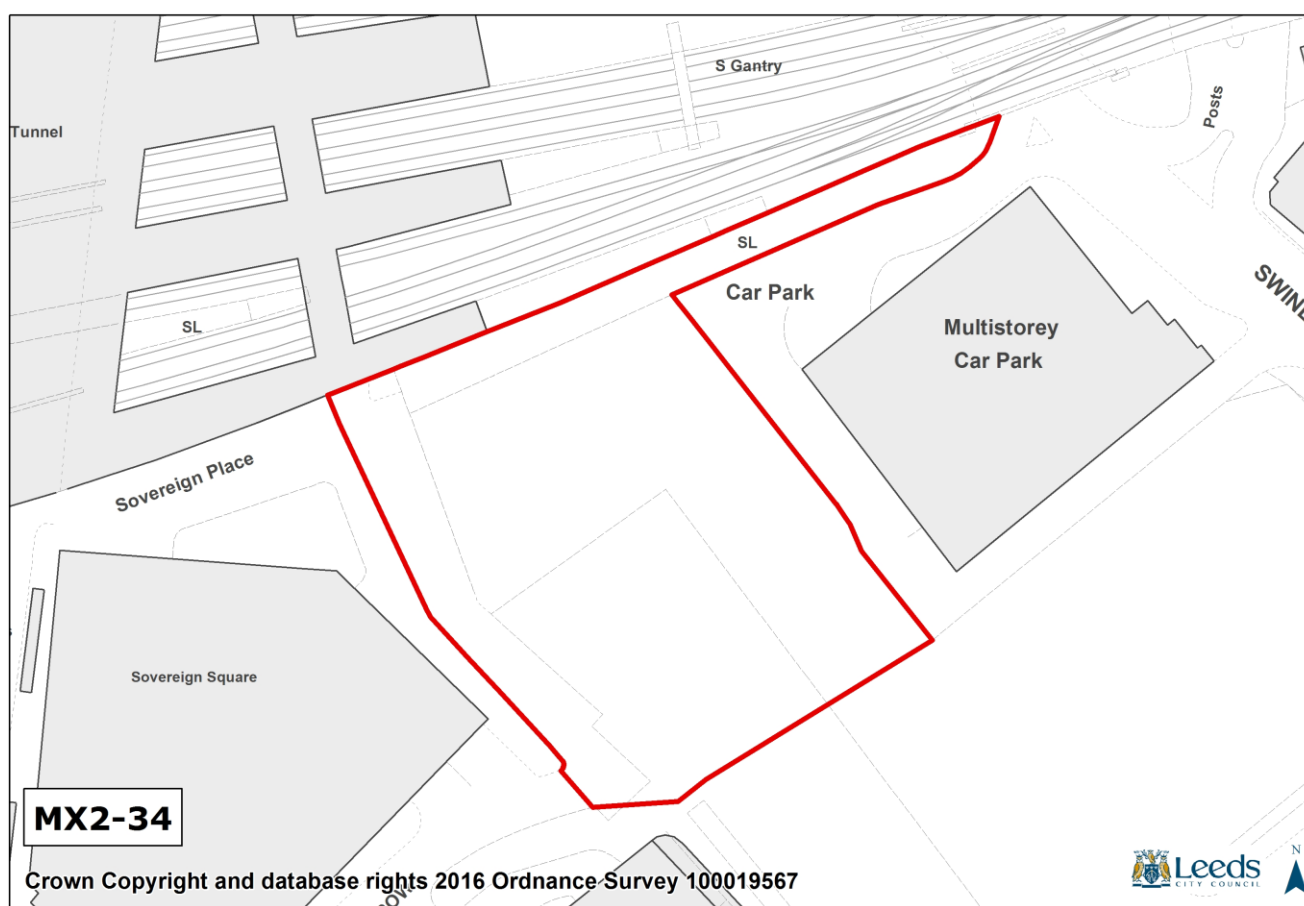 S Gantry
Tunnel
Posts
SL
Car Park
SWINE
Multistorey
Car Park
SL
Sovereign Place
Sovereign Square
MX2-34
Crown Copyright and database rights 2016 Ordnance Survey 100019567
Leeds
CITY COUNCIL
N